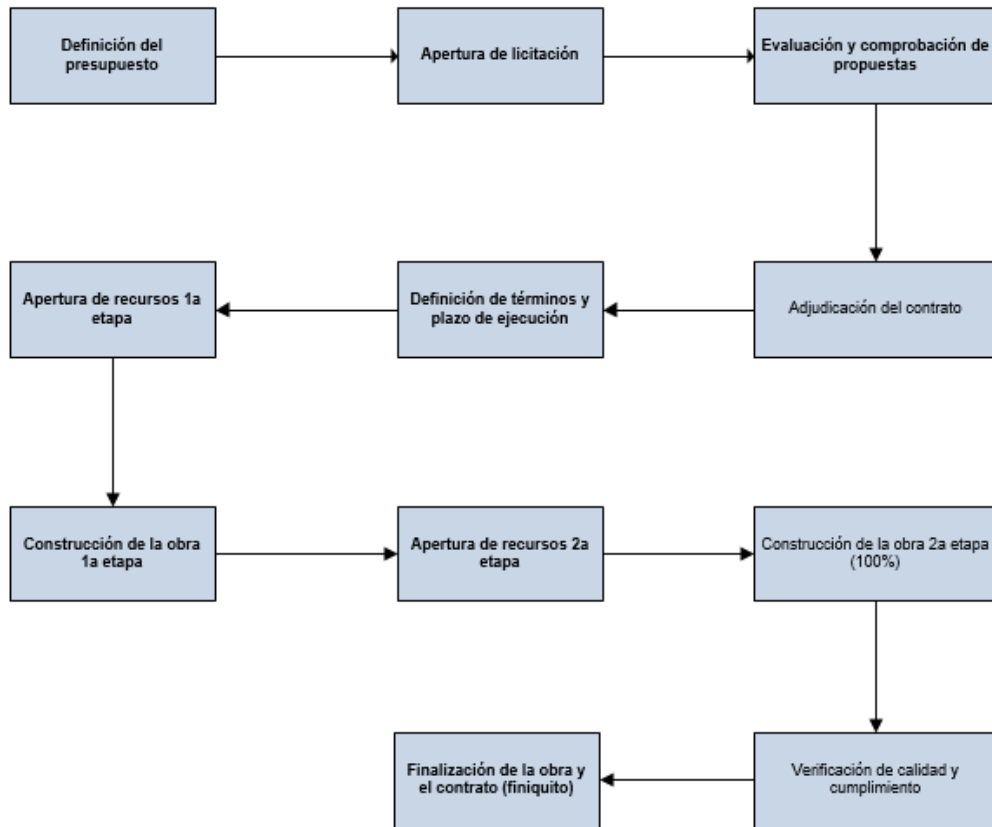 Definición del
presupuesto
Apertura de licitación
Evaluación y comprobación de
propuestas
Apertura de recursos 1a
etapa
Definición de términos y
plazo de ejecución
Adjudicación del contrato
Construcción de la obra
1a etapa
Apertura de recursos 2a
etapa
Construcción de la obra 2a etapa
(100%)
Finalización de la obra y
el contrato (finiquito)
Verificación de calidad y
cumplimiento